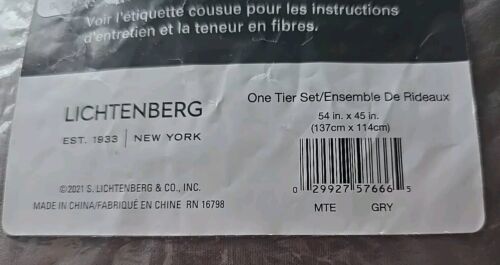 Voir l'étiquette cousue pour les instructions
d'entretien et la teneur en fibres.
LICHTENBERG
EST. 1933 | NEW YORK
©2021 S. LICHTENBERG & CO., INC.
MADE IN CHINA/FABRIQUÉ EN CHINE RN 16798
One Tier Set/Ensemble De Rideaux
54 in. x 45 in.
(137cm x 114cm)
0 29927 57666 5
MTE GRY